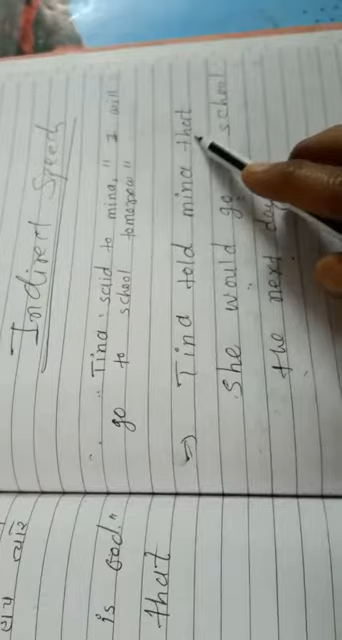 Indirect Speech
"Tina said to mina, "I will
go to school tomorrow"
→ Tina told mina that
she would go school
the next day
is God."
that